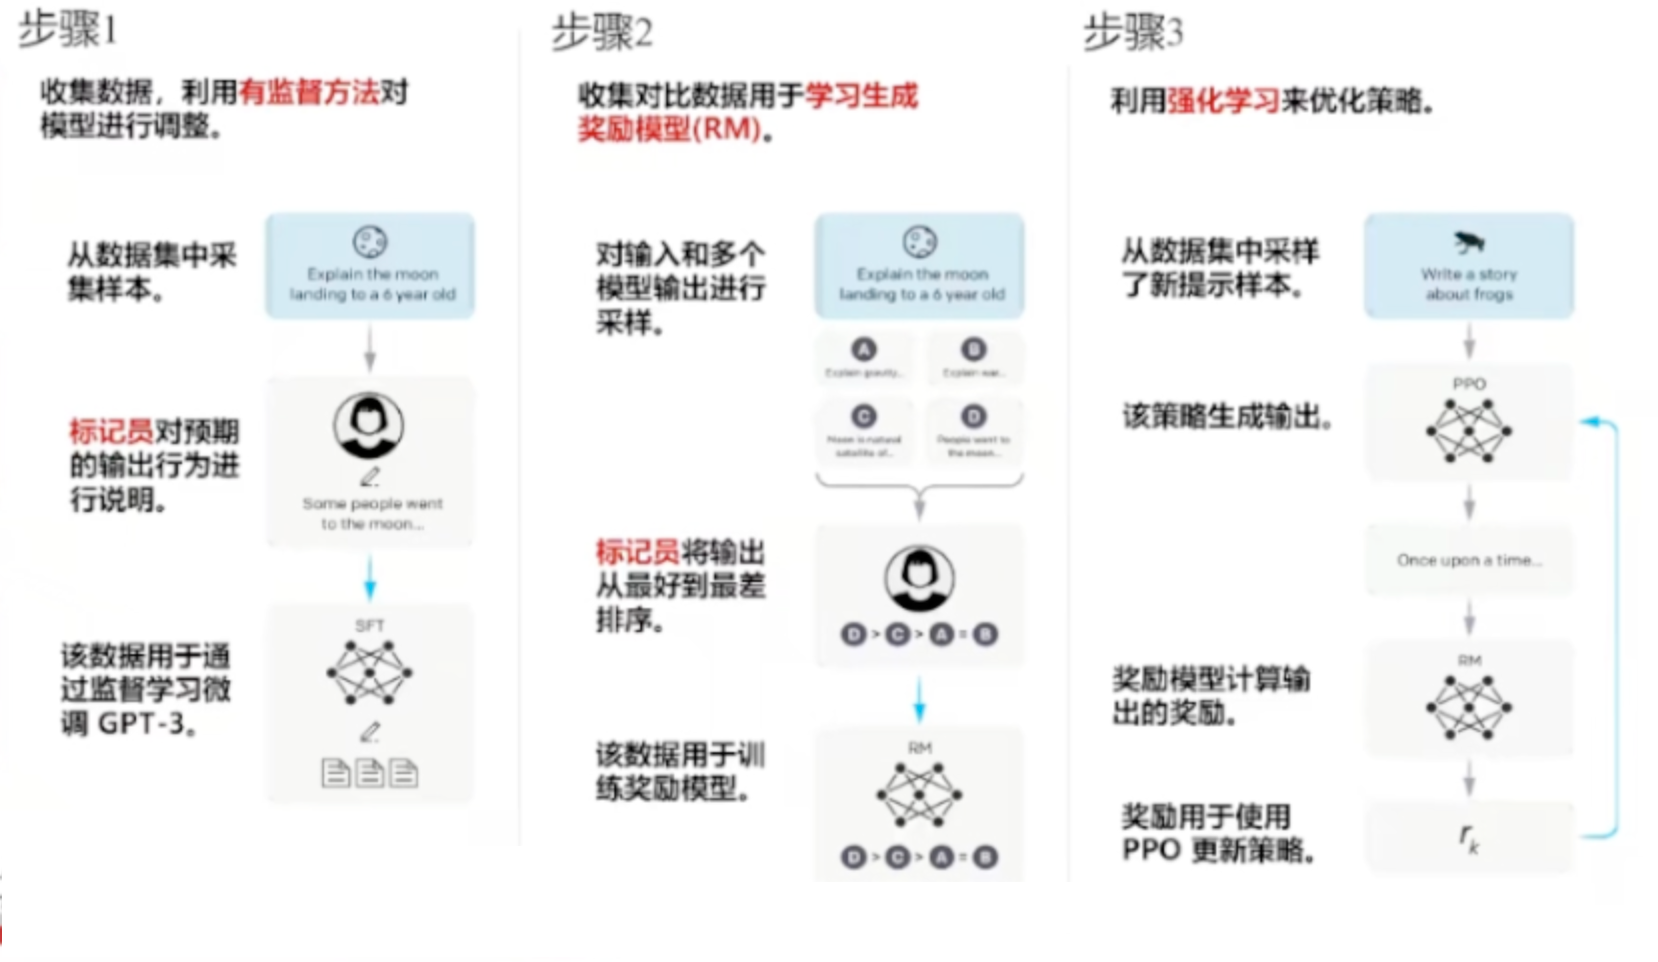 步骤1
收集数据，利用有监督方法对
模型进行调整。
从数据集中采
集样本。
Explain the moon
landing to a 6 year old
标记员对预期
的输出行为进
行说明。
Some people went
to the moon...
该数据用于通
过监督学习微
调 GPT-3。
SFT
步骤2
收集对比数据用于学习生成
奖励模型(RM)。
对输入和多个
模型输出进行
采样。
Explain the moon
landing to a 6 year old
A
Explain gravity...
B
Explain war...
C
Moon is natural
satellite of...
D
People went to
the moon...
标记员将输出
从最好到最差
排序。
D > C > A = B
该数据用于训
练奖励模型。
RM
D > C > A = B
步骤3
利用强化学习来优化策略。
从数据集中采样
了新提示样本。
Write a story
about frogs
该策略生成输出。
PPO
Once upon a time...
奖励模型计算输
出的奖励。
RM
奖励用于使用
PPO 更新策略。
rk